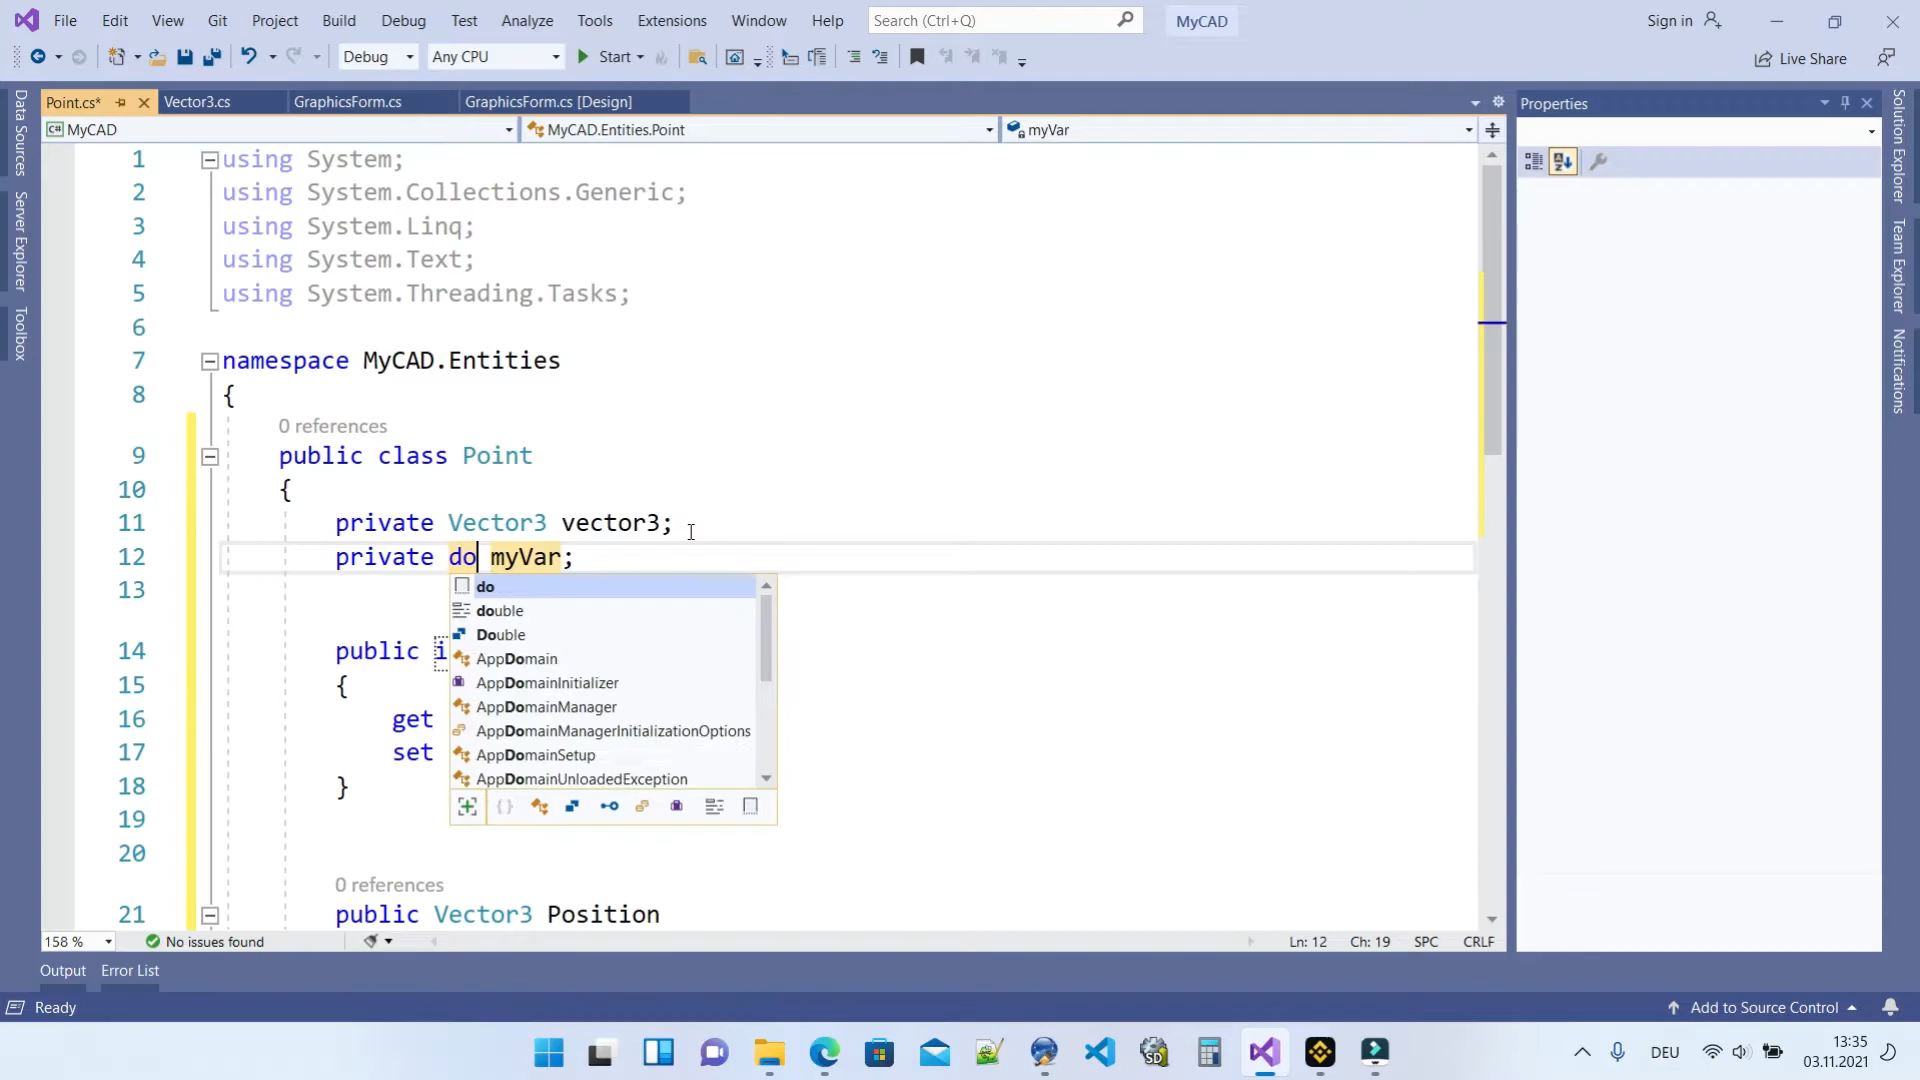 File Edit View Git Project Build Debug Test Analyze Tools Extensions Window Help Search (Ctrl+Q) MyCAD Sign in
Debug Any CPU Start Live Share
Point.cs* Vector3.cs GraphicsForm.cs GraphicsForm.cs [Design] Properties
C# MyCAD MyCAD.Entities.Point myVar
Data Sources
Server Explorer
Toolbox
1 using System;
2 using System.Collections.Generic;
3 using System.Linq;
4 using System.Text;
5 using System.Threading.Tasks;
6
7 namespace MyCAD.Entities
8 {
0 references
9 public class Point
10 {
11 private Vector3 vector3;
12 private do myVar;
13
14 public i
15 {
16 get
17 set
18 }
19
20
0 references
21 public Vector3 Position
do
double
Double
AppDomain
AppDomainInitializer
AppDomainManager
AppDomainManagerInitializationOptions
AppDomainSetup
AppDomainUnloadedException
Solution Explorer
Team Explorer
Notifications
158 % No issues found Ln: 12 Ch: 19 SPC CRLF
Output Error List
Ready Add to Source Control
SD DEU 13:35
03.11.2021